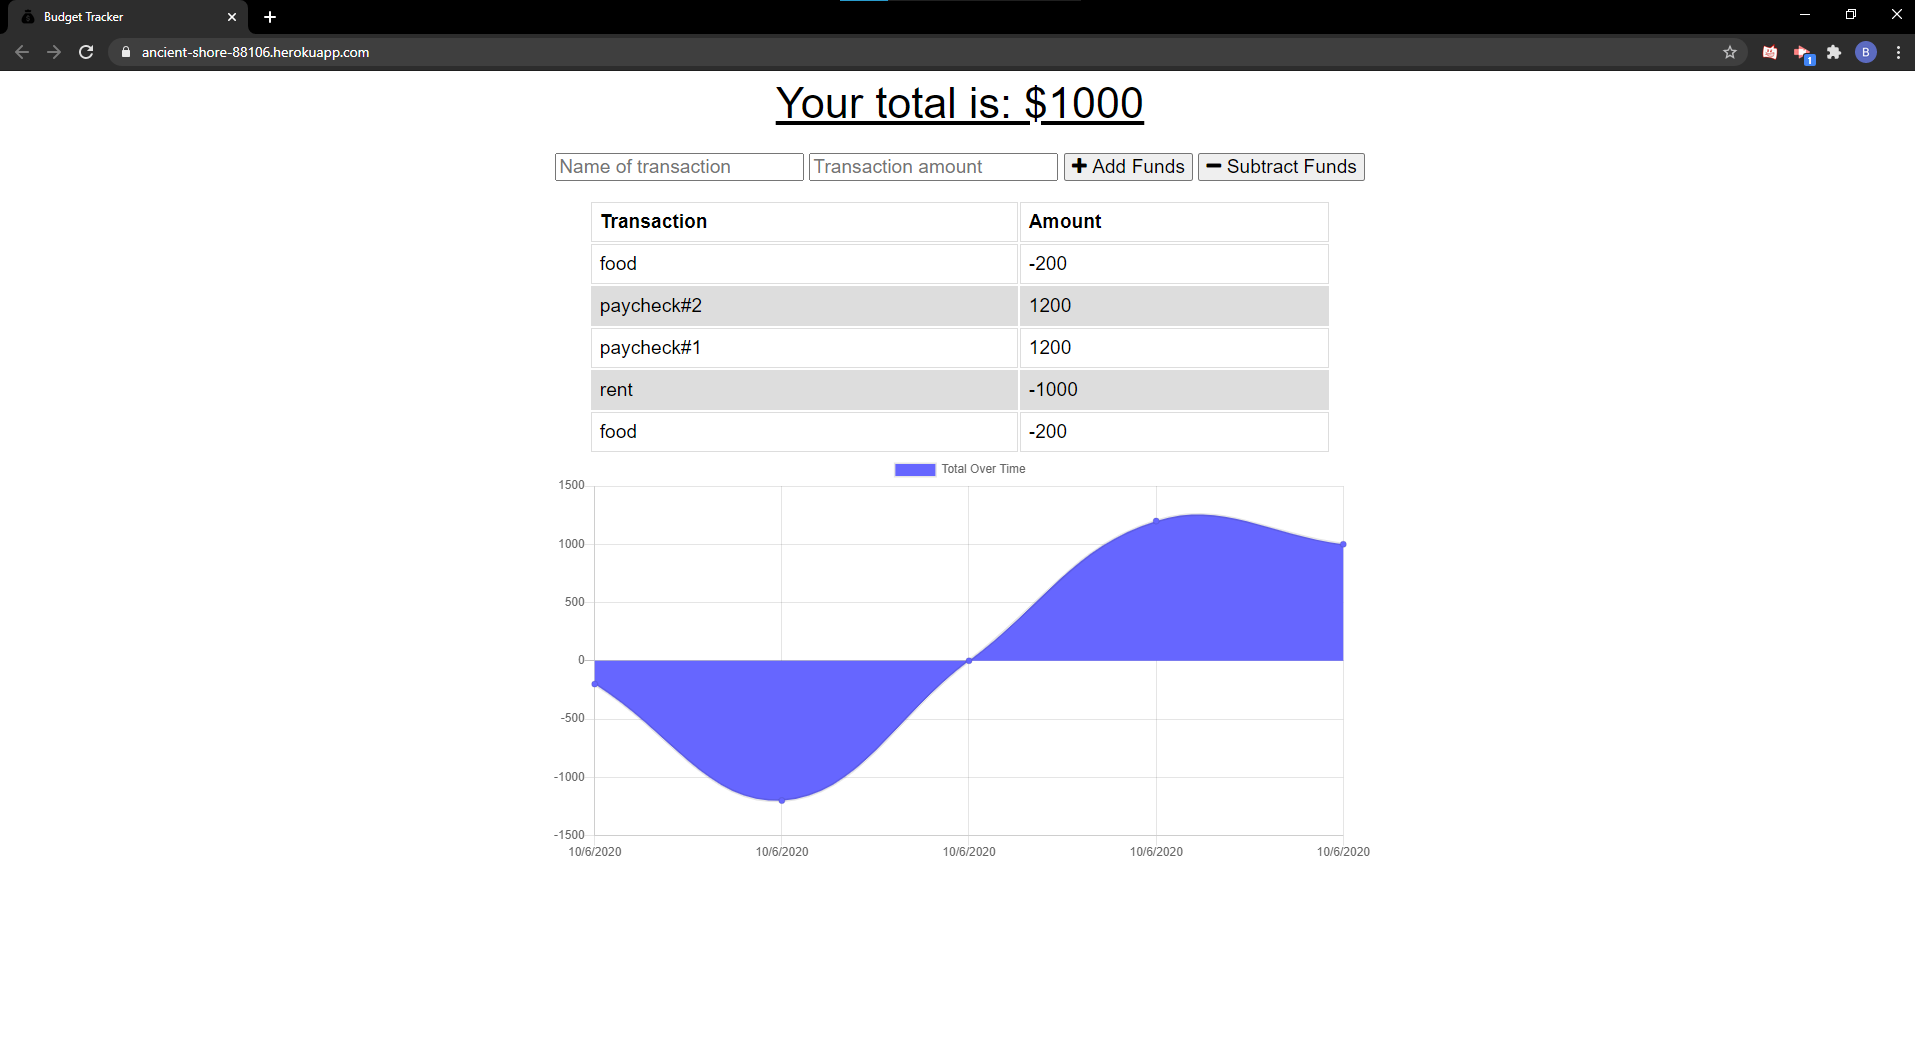 Budget Tracker
ancient-shore-88106.herokuapp.com
1
B
Your total is: $1000
Name of transaction Transaction amount Add Funds Subtract Funds
Transaction Amount
food -200
paycheck#2 1200
paycheck#1 1200
rent -1000
food -200
Total Over Time
1500
1000
500
0
-500
-1000
-1500
10/6/2020 10/6/2020 10/6/2020 10/6/2020 10/6/2020